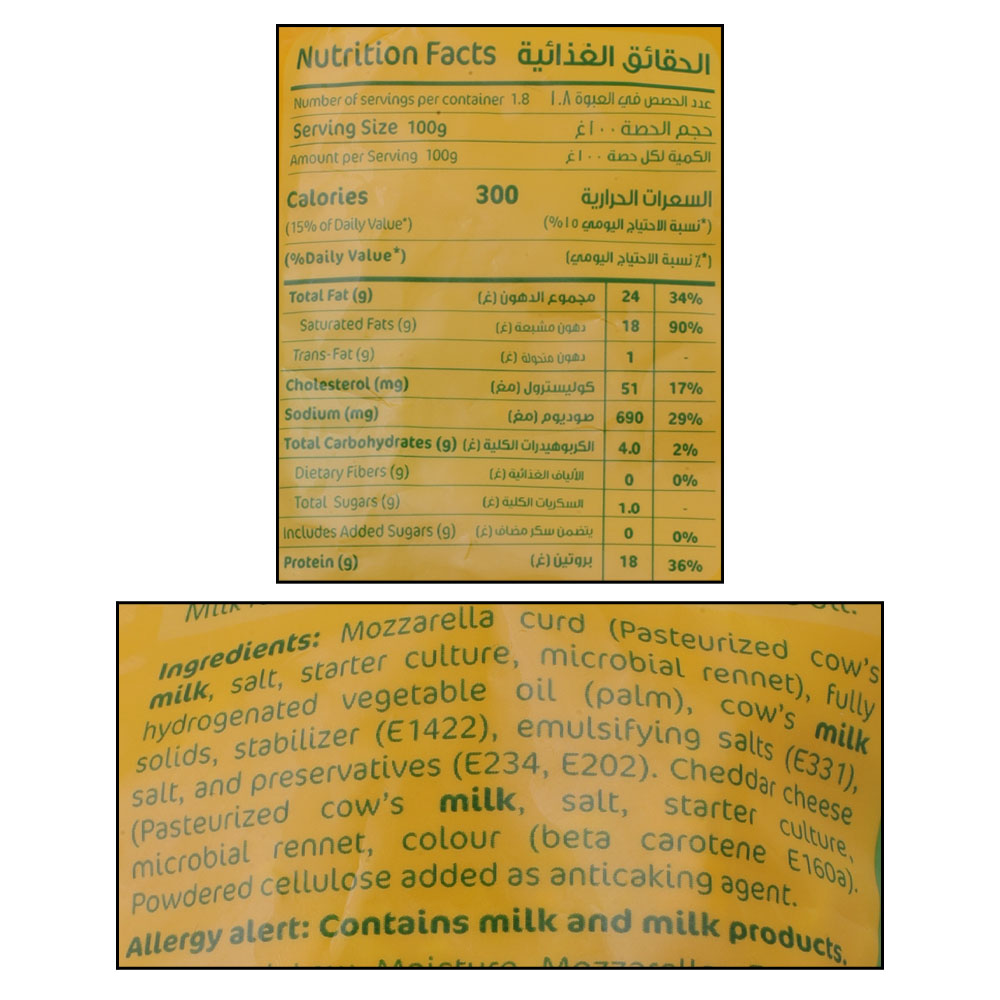 Nutrition Facts الحقائق الغذائية
Number of servings per container 1.8 عدد الحصص في العبوة ١.٨
Serving Size 100g حجم الحصة ١٠٠غ
Amount per Serving 100g الكمية لكل حصة ١٠٠غ
Calories 300 السعرات الحرارية
(15% of Daily Value*) (*نسبة الاحتياج اليومي ١٥%)
(%Daily Value*) (*٪ نسبة الاحتياج اليومي)
Total Fat (g) مجموع الدهون (غ) 24 34%
Saturated Fats (g) دهون مشبعة (غ) 18 90%
Trans-Fat (g) دهون متحولة (غ) 1 -
Cholesterol (mg) كوليسترول (مغ) 51 17%
Sodium (mg) صوديوم (مغ) 690 29%
Total Carbohydrates (g) الكربوهيدرات الكلية (غ) 4.0 2%
Dietary Fibers (g) الألياف الغذائية (غ) 0 0%
Total Sugars (g) السكريات الكلية (غ) 1.0 -
Includes Added Sugars (g) يتضمن سكر مضاف (غ) 0 0%
Protein (g) بروتين (غ) 18 36%
Ingredients: Mozzarella curd (Pasteurized cow's
milk, salt, starter culture, microbial rennet), fully
hydrogenated vegetable oil (palm), cow's milk
solids, stabilizer (E1422), emulsifying salts (E331),
salt, and preservatives (E234, E202). Cheddar cheese
(Pasteurized cow's milk, salt, starter culture,
microbial rennet, colour (beta carotene E160a).
Powdered cellulose added as anticaking agent.
Allergy alert: Contains milk and milk products.
Moisture Mozzarella